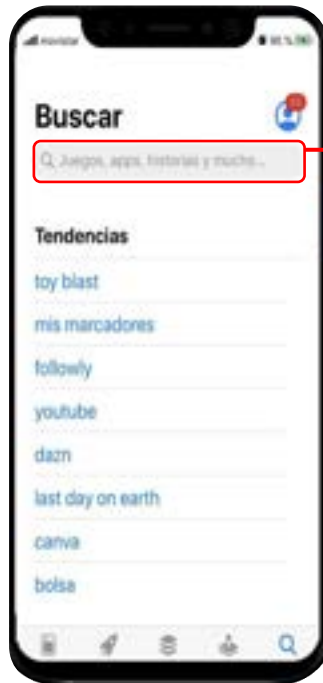 Buscar
Juegos, apps, historias y mucho...
Tendencias
toy blast
mis marcadores
followly
youtube
dazn
last day on earth
canva
bolsa